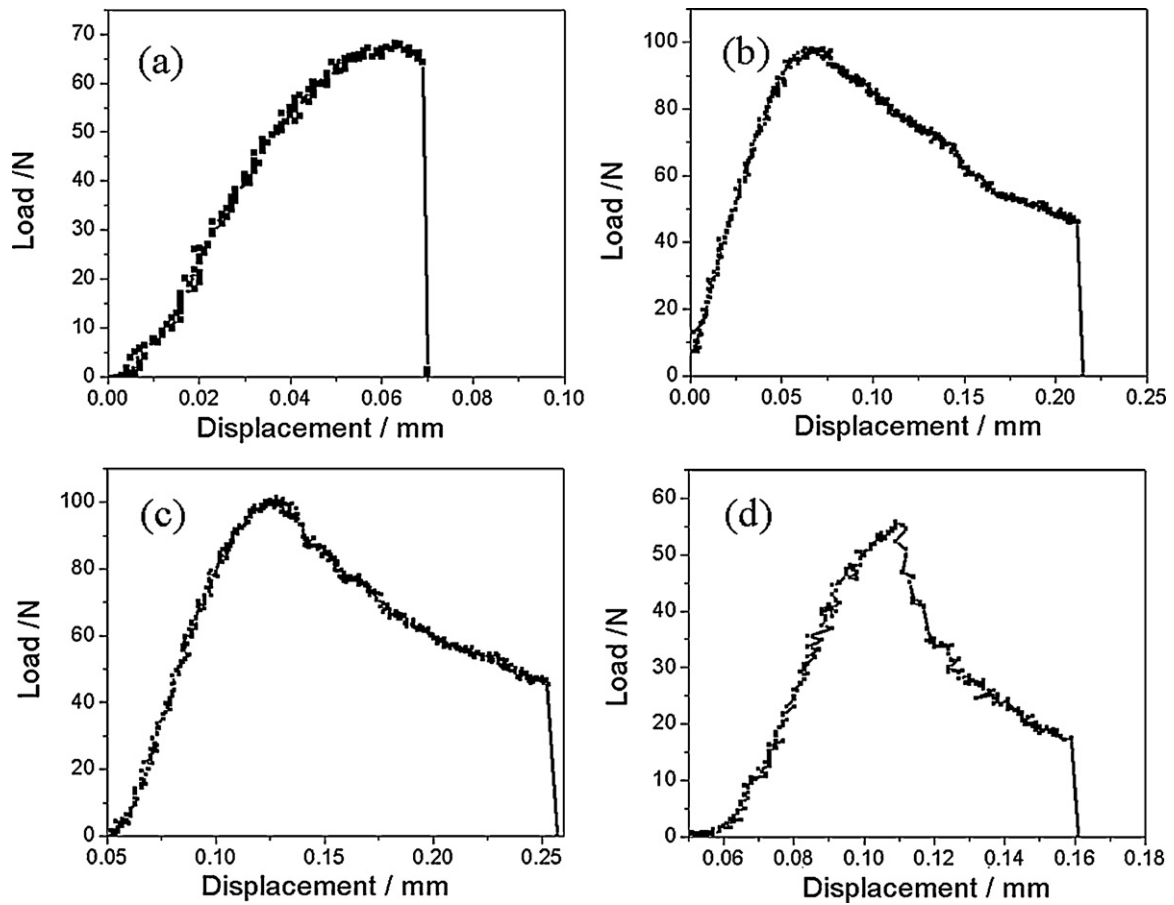 (a)
Load /N
70
60
50
40
30
20
10
0
0.00 0.02 0.04 0.06 0.08 0.10
Displacement / mm
(b)
Load /N
100
80
60
40
20
0
0.00 0.05 0.10 0.15 0.20 0.25
Displacement / mm
(c)
Load /N
100
80
60
40
20
0
0.05 0.10 0.15 0.20 0.25
Displacement / mm
(d)
Load /N
60
50
40
30
20
10
0
0.06 0.08 0.10 0.12 0.14 0.16 0.18
Displacement / mm